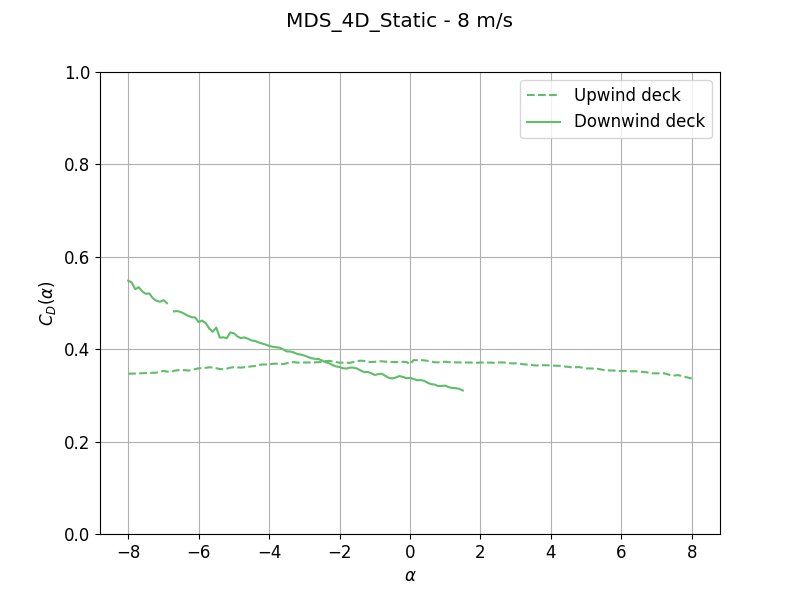 MDS_4D_Static - 8 m/s
Upwind deck
Downwind deck
1.0
0.8
0.6
0.4
0.2
0.0
C_D(α)
−8 −6 −4 −2 0 2 4 6 8
α